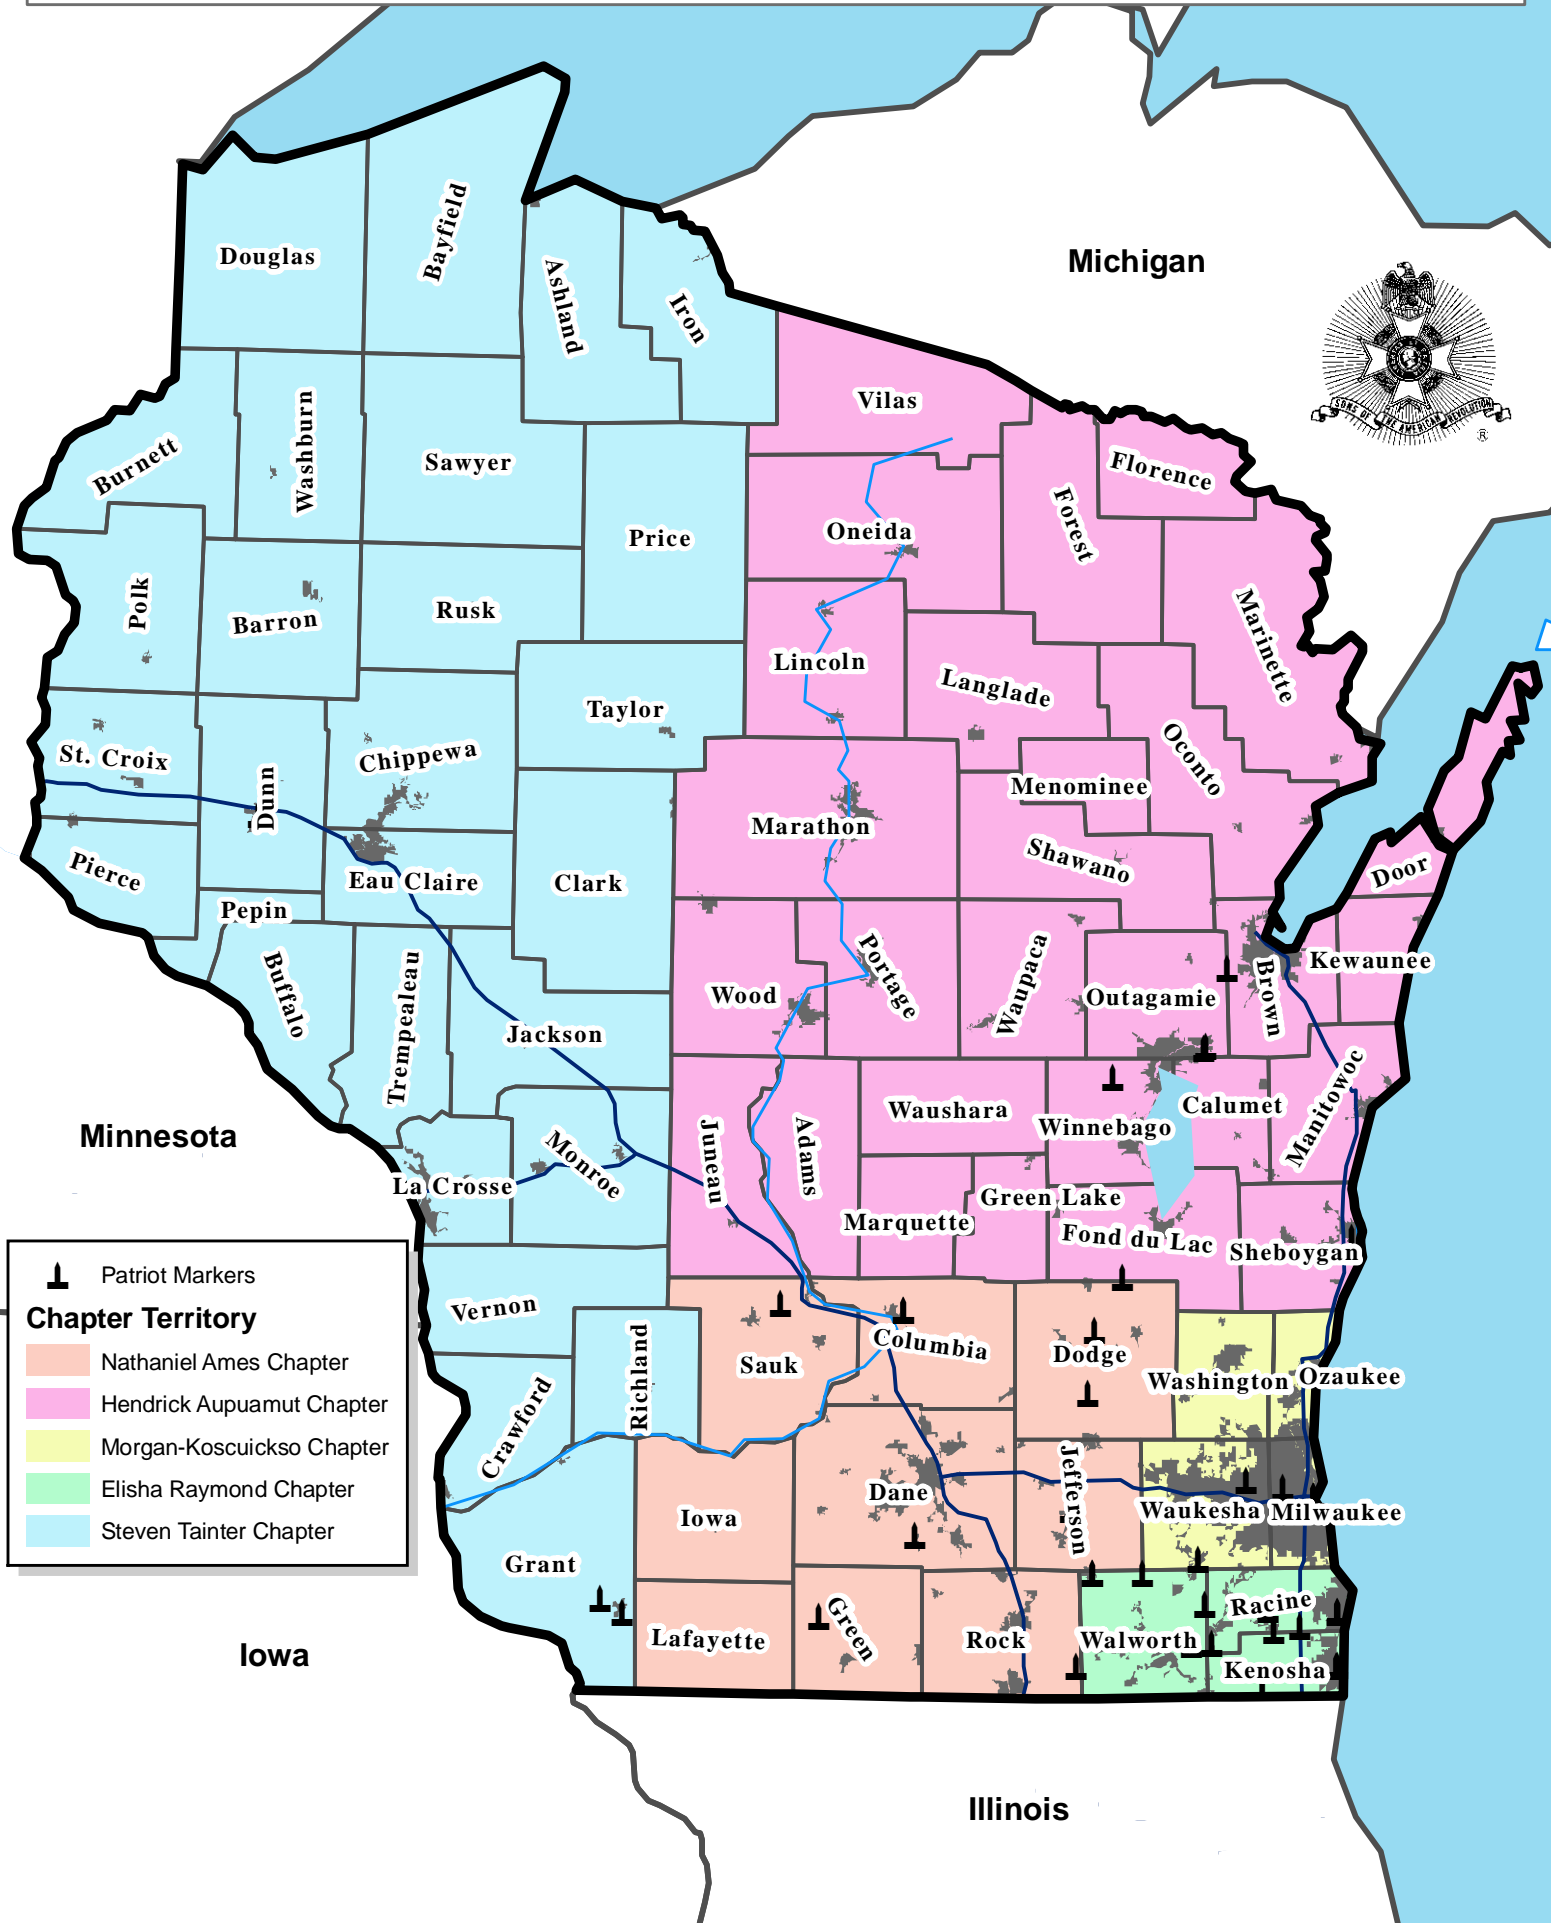 Michigan
SONS OF THE AMERICAN REVOLUTION
®
Douglas
Bayfield
Ashland
Iron
Vilas
Florence
Forest
Burnett
Washburn
Sawyer
Price
Oneida
Polk
Barron
Rusk
Lincoln
Langlade
Marinette
Taylor
Oconto
St. Croix
Dunn
Chippewa
Menominee
Marathon
Shawano
Pierce
Eau Claire
Clark
Door
Pepin
Buffalo
Trempealeau
Jackson
Wood
Portage
Waupaca
Outagamie
Brown
Kewaunee
Minnesota
La Crosse
Monroe
Juneau
Adams
Waushara
Winnebago
Calumet
Manitowoc
Marquette
Green Lake
Fond du Lac
Sheboygan
Patriot Markers
Chapter Territory
Nathaniel Ames Chapter
Hendrick Aupuamut Chapter
Morgan-Koscuickso Chapter
Elisha Raymond Chapter
Steven Tainter Chapter
Vernon
Richland
Sauk
Columbia
Dodge
Washington
Ozaukee
Crawford
Iowa
Dane
Jefferson
Waukesha
Milwaukee
Grant
Lafayette
Green
Rock
Walworth
Racine
Kenosha
Iowa
Illinois